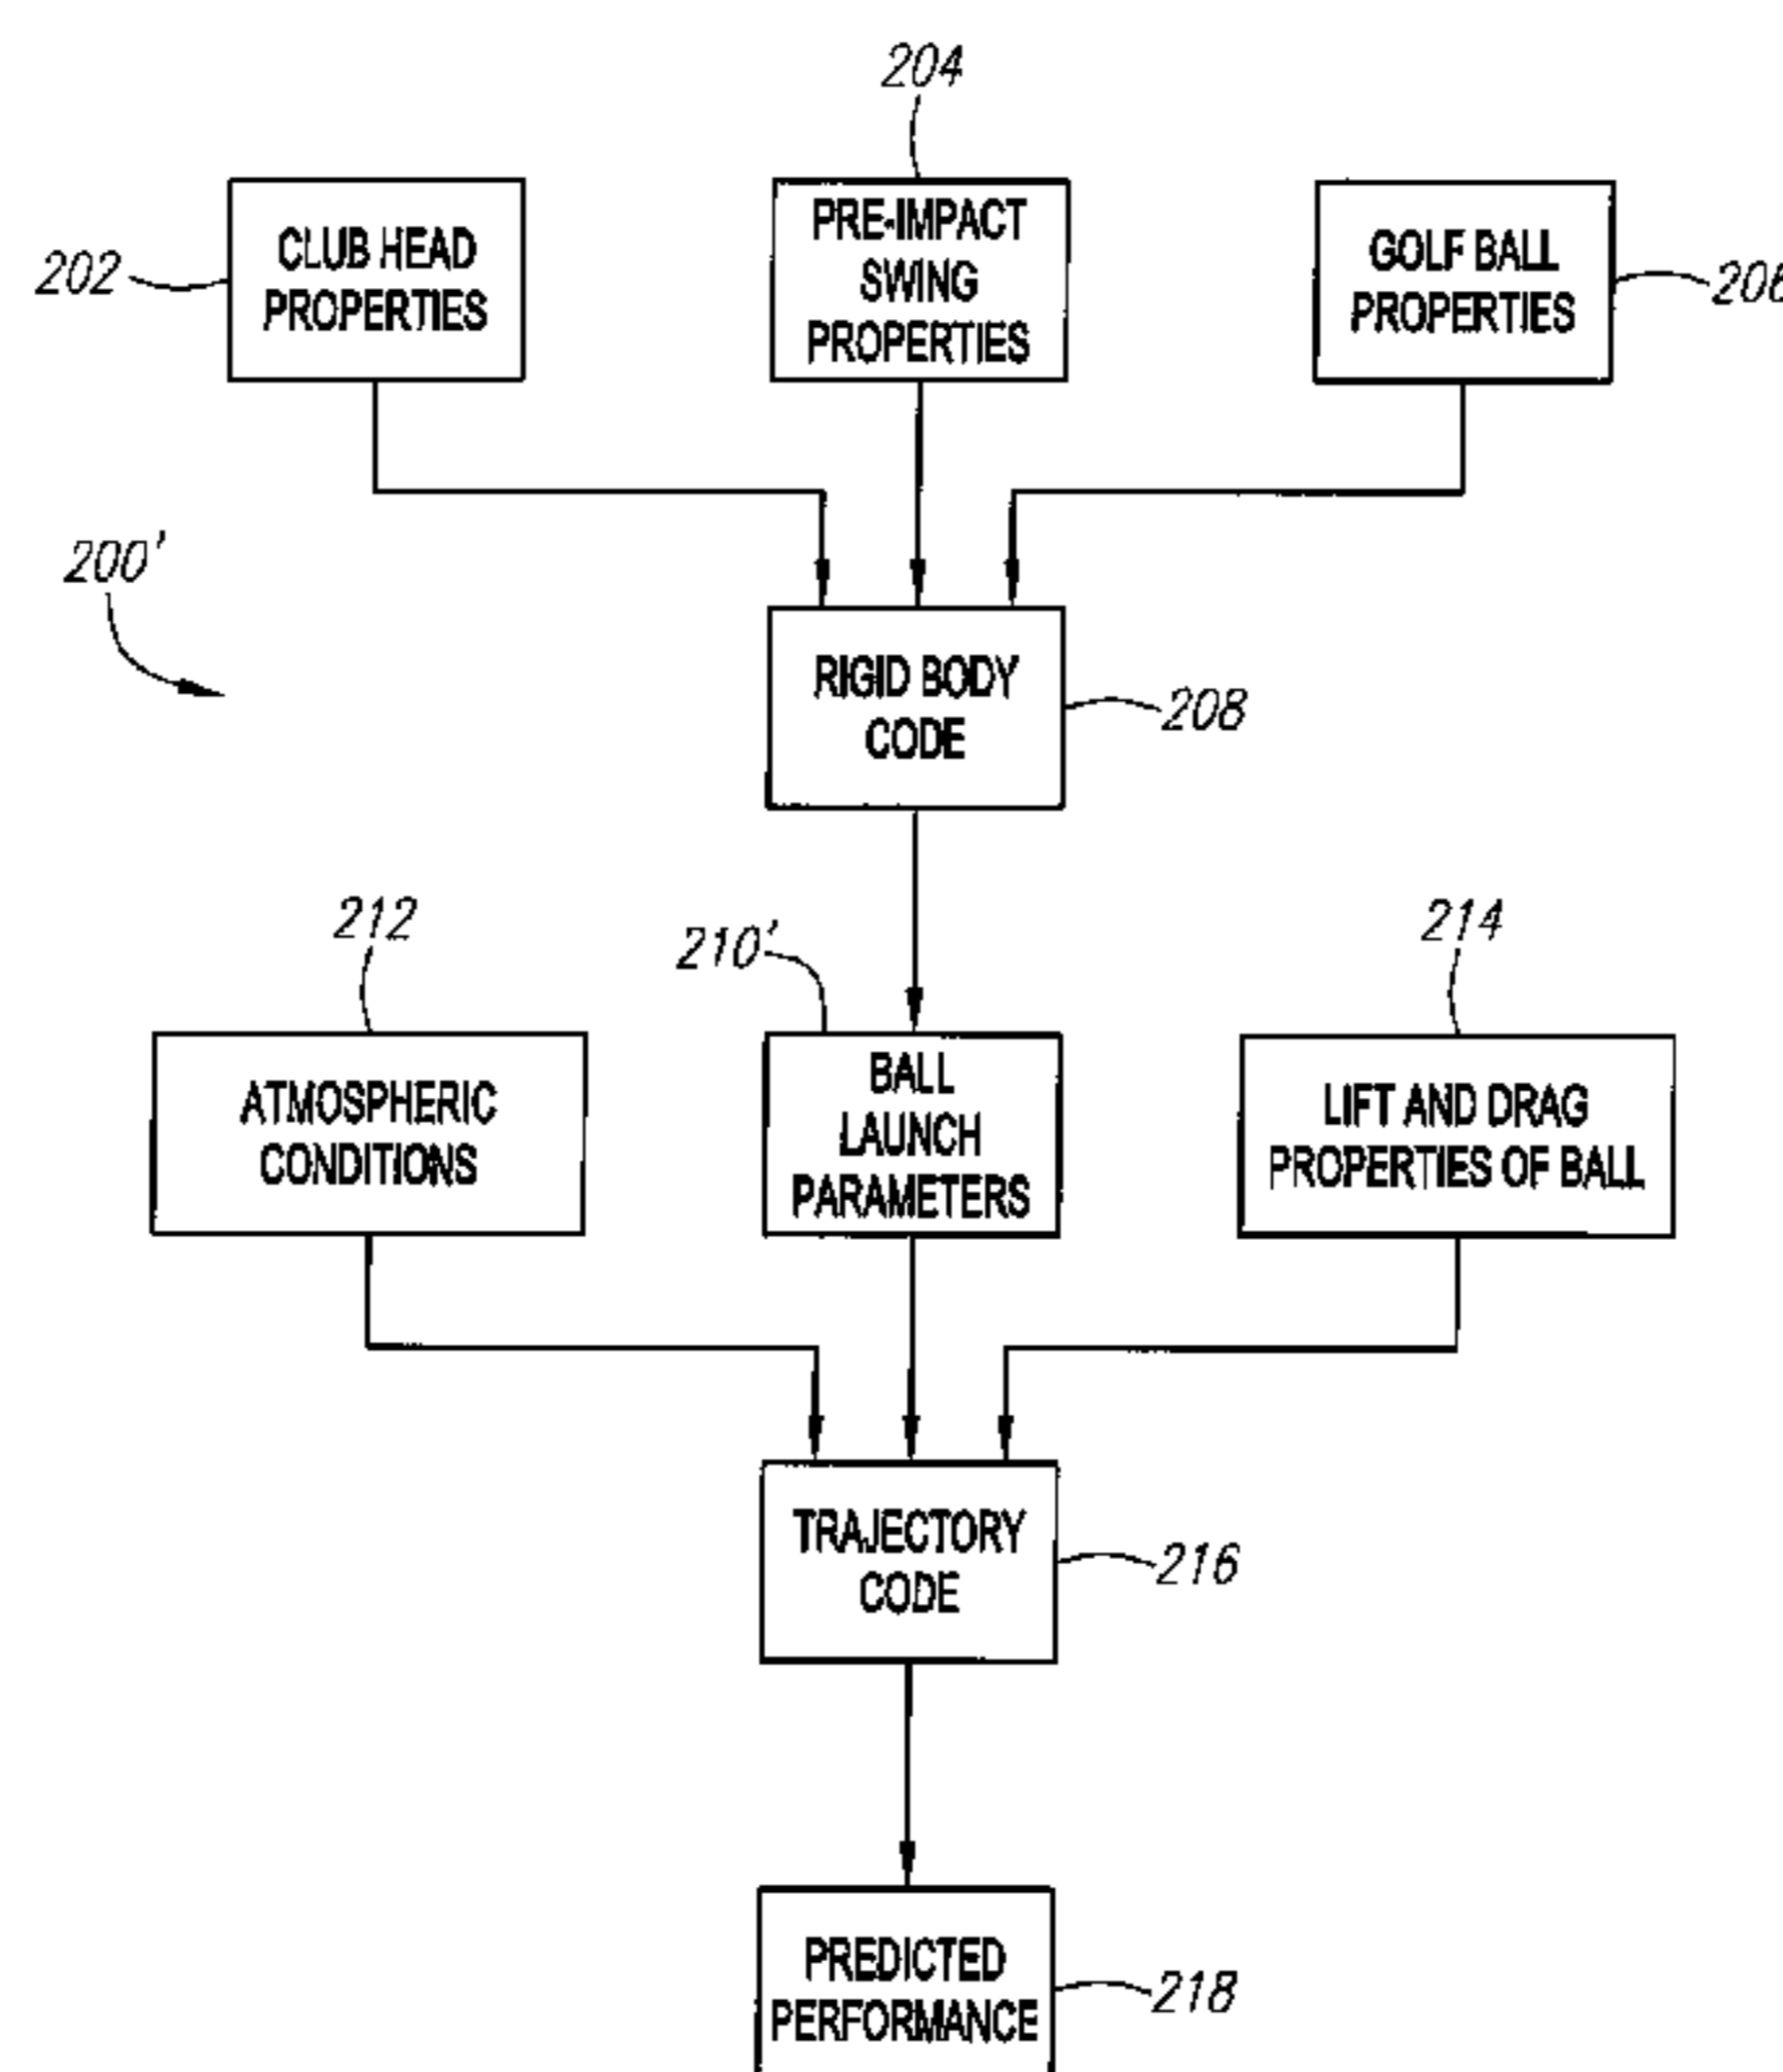 204
CLUB HEAD
PROPERTIES
202
PRE-IMPACT
SWING
PROPERTIES
GOLF BALL
PROPERTIES
206
200'
RIGID BODY
CODE
208
212
210'
214
ATMOSPHERIC
CONDITIONS
BALL
LAUNCH
PARAMETERS
LIFT AND DRAG
PROPERTIES OF BALL
TRAJECTORY
CODE
216
PREDICTED
PERFORMANCE
218